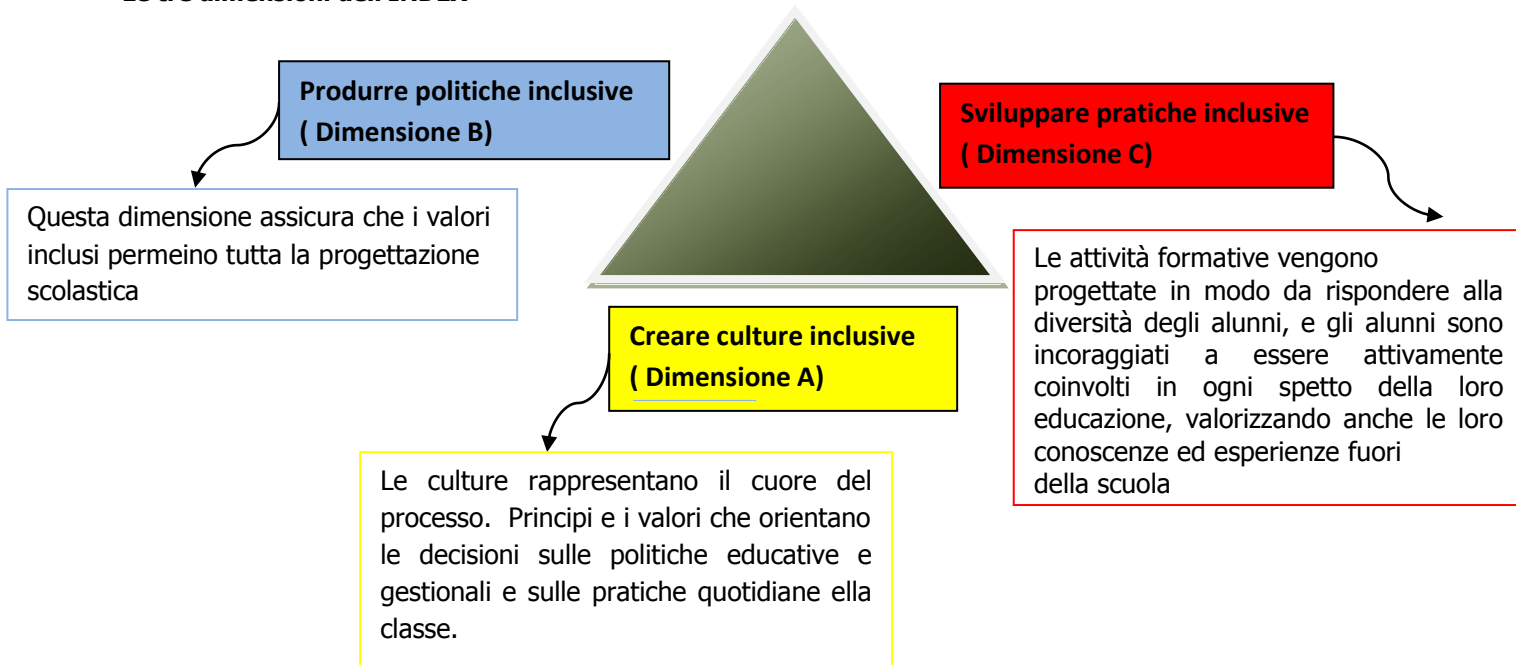 Produrre politiche inclusive
( Dimensione B)
Sviluppare pratiche inclusive
( Dimensione C)
Questa dimensione assicura che i valori
inclusi permeino tutta la progettazione
scolastica
Le attività formative vengono
progettate in modo da rispondere alla
diversità degli alunni, e gli alunni sono
incoraggiati a essere attivamente
coinvolti in ogni spetto della loro
educazione, valorizzando anche le loro
conoscenze ed esperienze fuori
della scuola
Creare culture inclusive
( Dimensione A)
Le culture rappresentano il cuore del
processo. Principi e i valori che orientano
le decisioni sulle politiche educative e
gestionali e sulle pratiche quotidiane ella
classe.